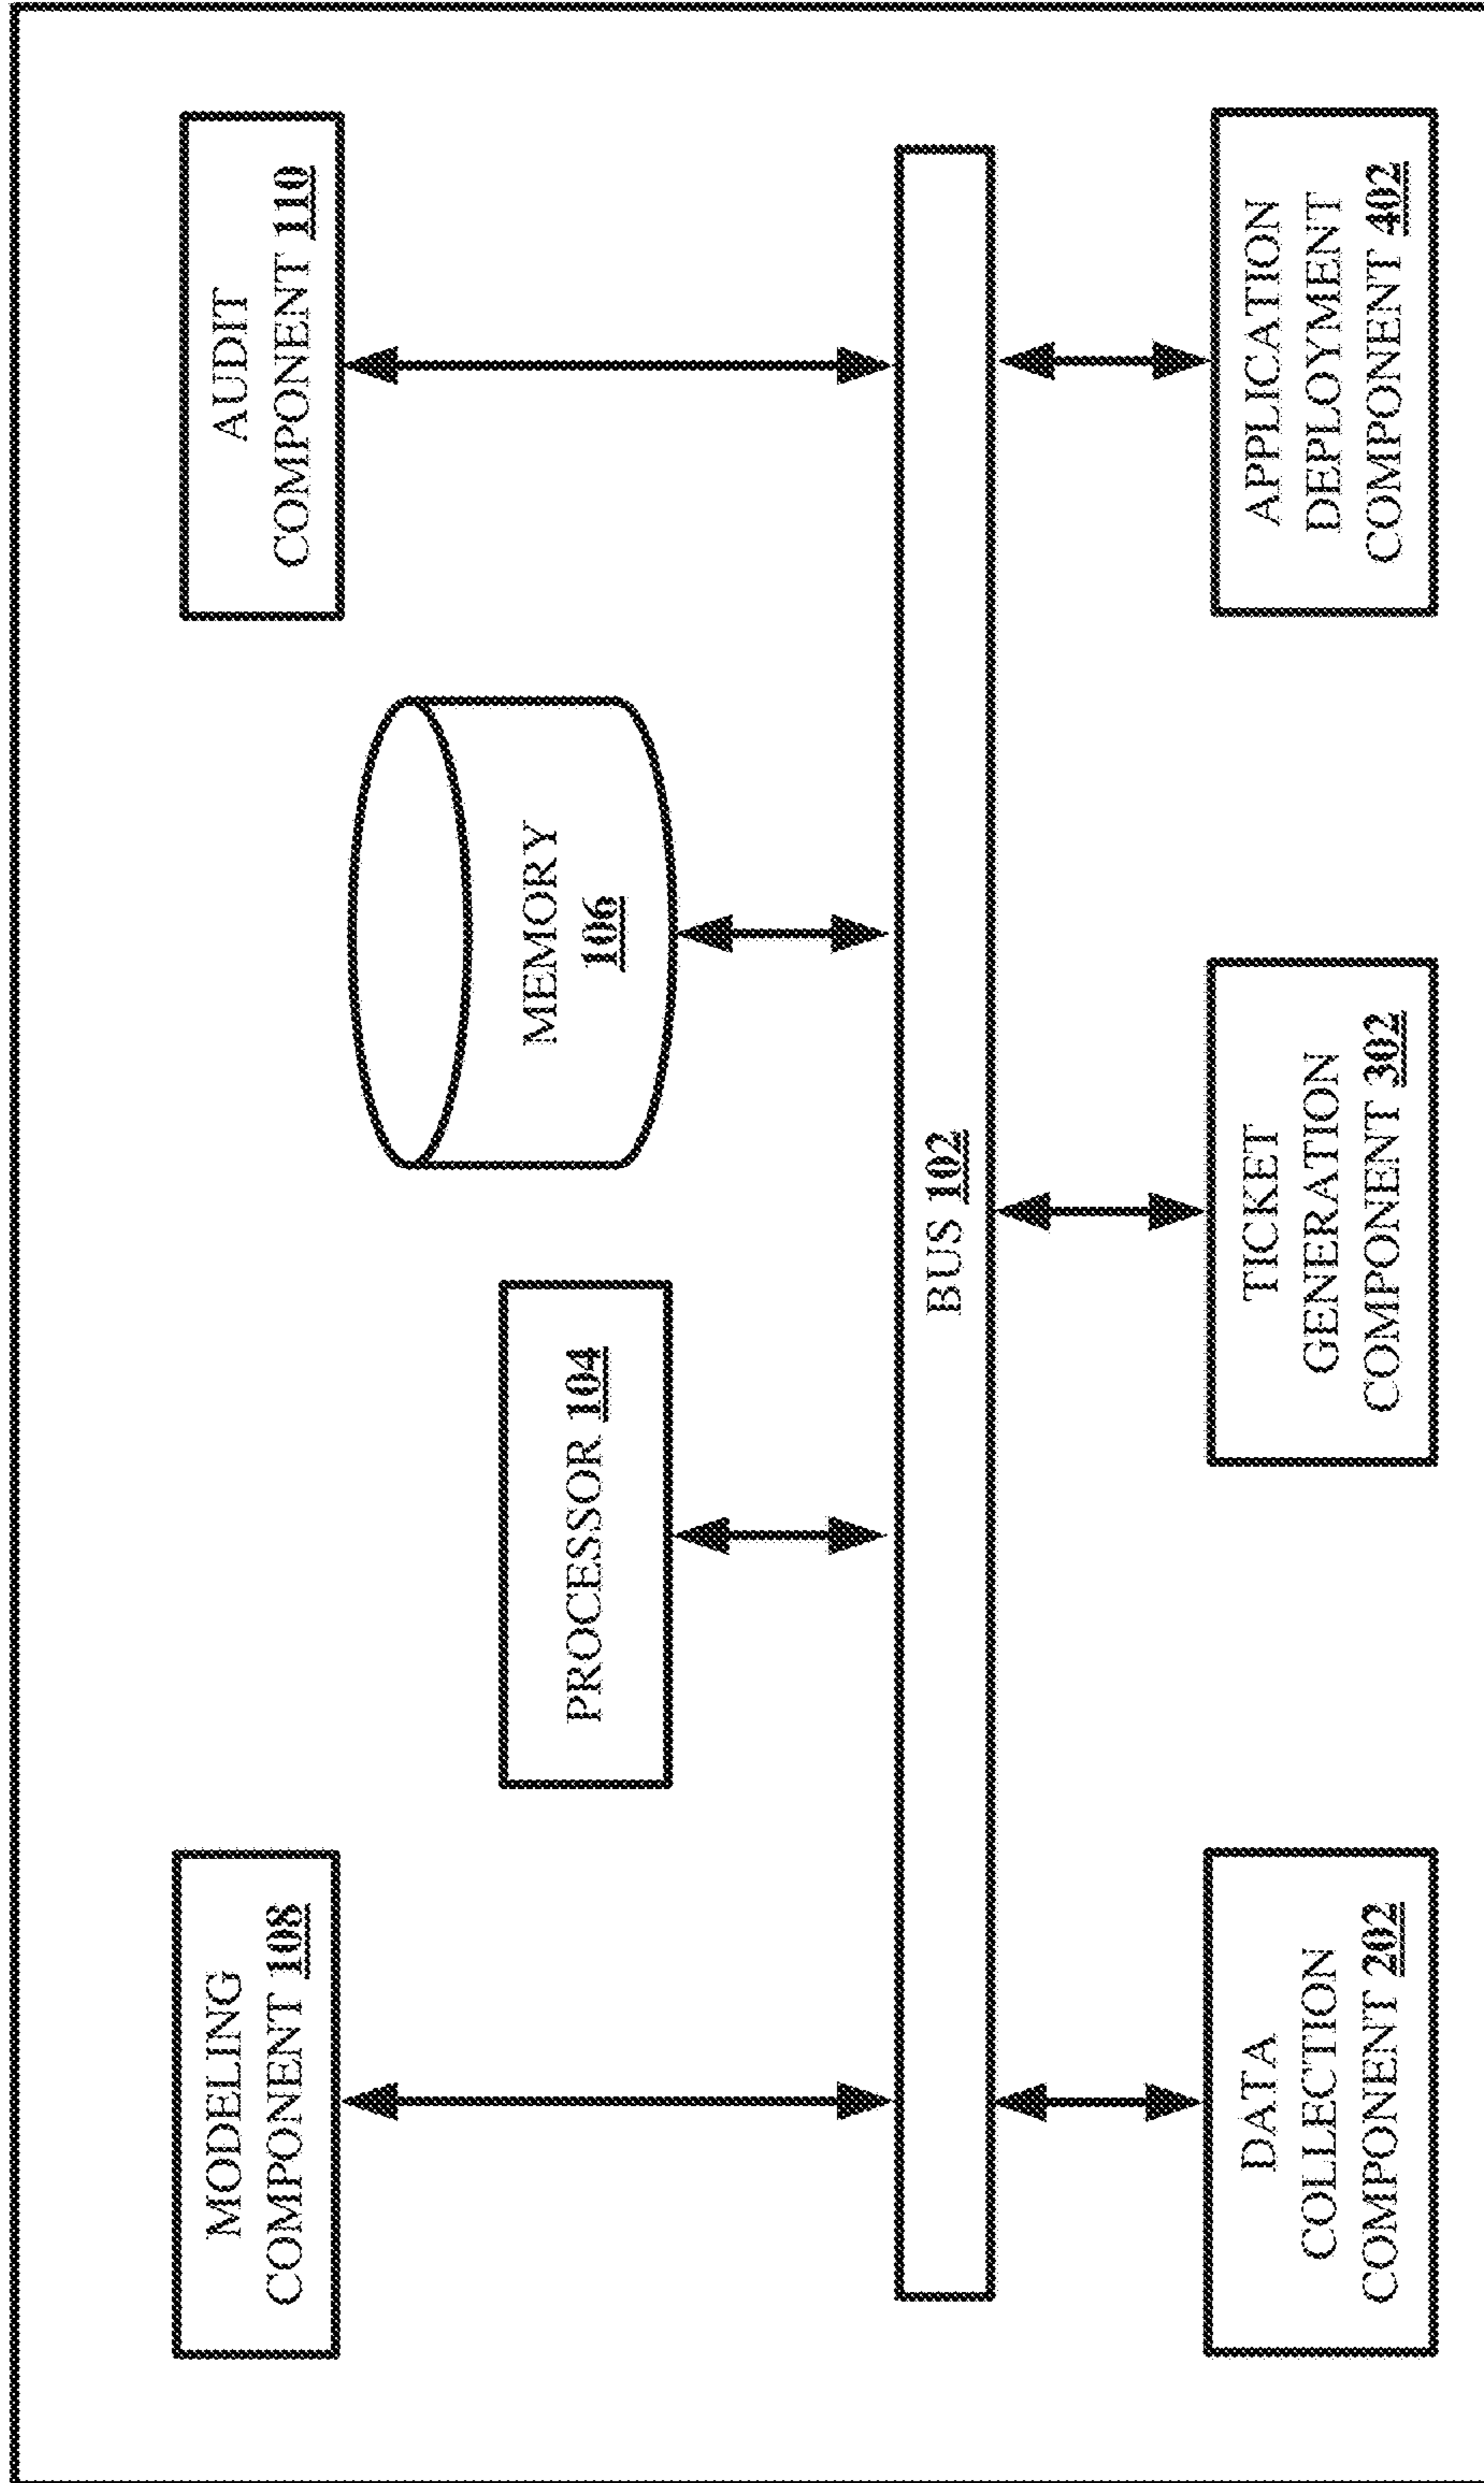 MODELING
COMPONENT 108
PROCESSOR 104
MEMORY
106
AUDIT
COMPONENT 110
BUS 102
DATA
COLLECTION
COMPONENT 202
TICKET
GENERATION
COMPONENT 302
APPLICATION
DEPLOYMENT
COMPONENT 402